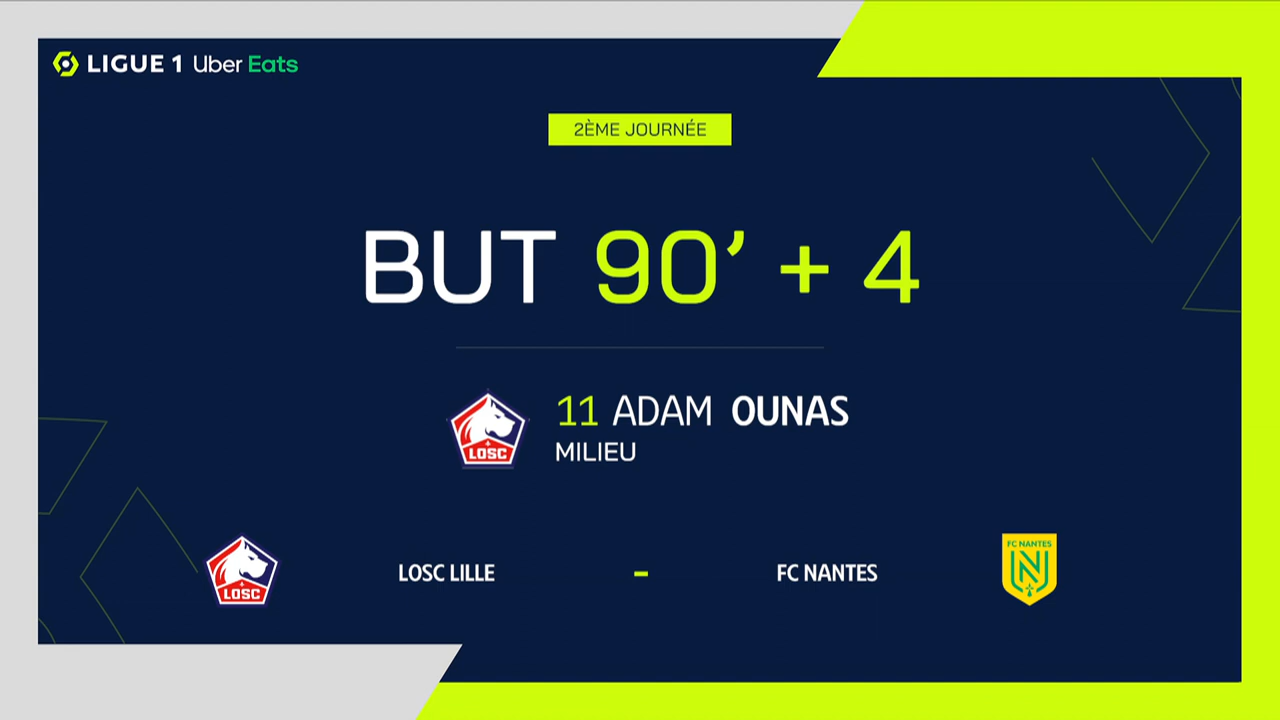 LIGUE 1 Uber Eats
2ÈME JOURNÉE
BUT 90’ + 4
11 ADAM OUNAS
LOSC
MILIEU
LOSC LILLE - FC NANTES
LOSC
FC NANTES
N